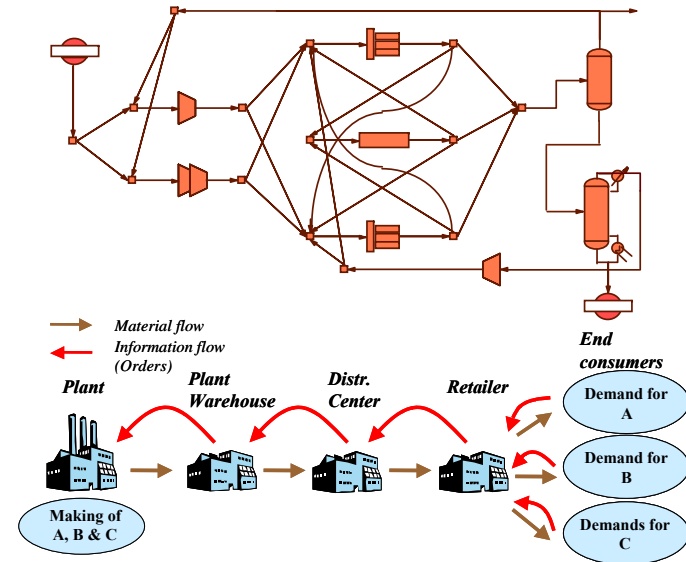 Material flow
Information flow
(Orders)
End
consumers
Plant
Plant
Warehouse
Distr.
Center
Retailer
Demand for
A
Demand for
B
Demands for
C
Making of
A, B & C